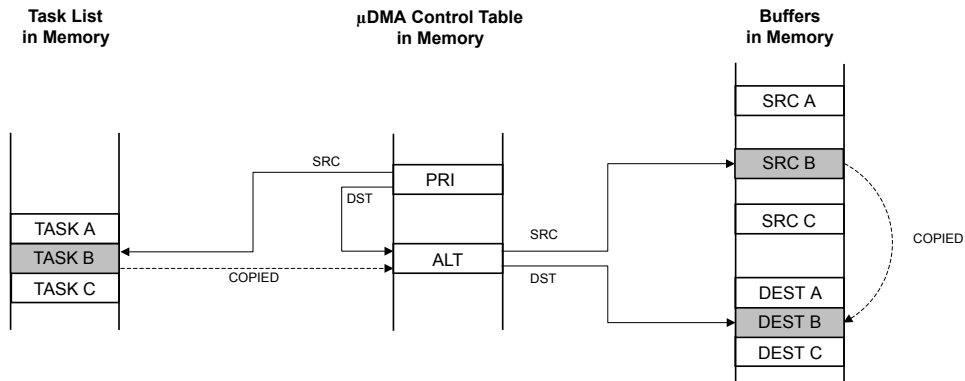 Task List
in Memory
μDMA Control Table
in Memory
Buffers
in Memory
SRC A
SRC
SRC B
PRI
DST
TASK A
SRC C
SRC
COPIED
TASK B
ALT
COPIED
DST
TASK C
DEST A
DEST B
DEST C